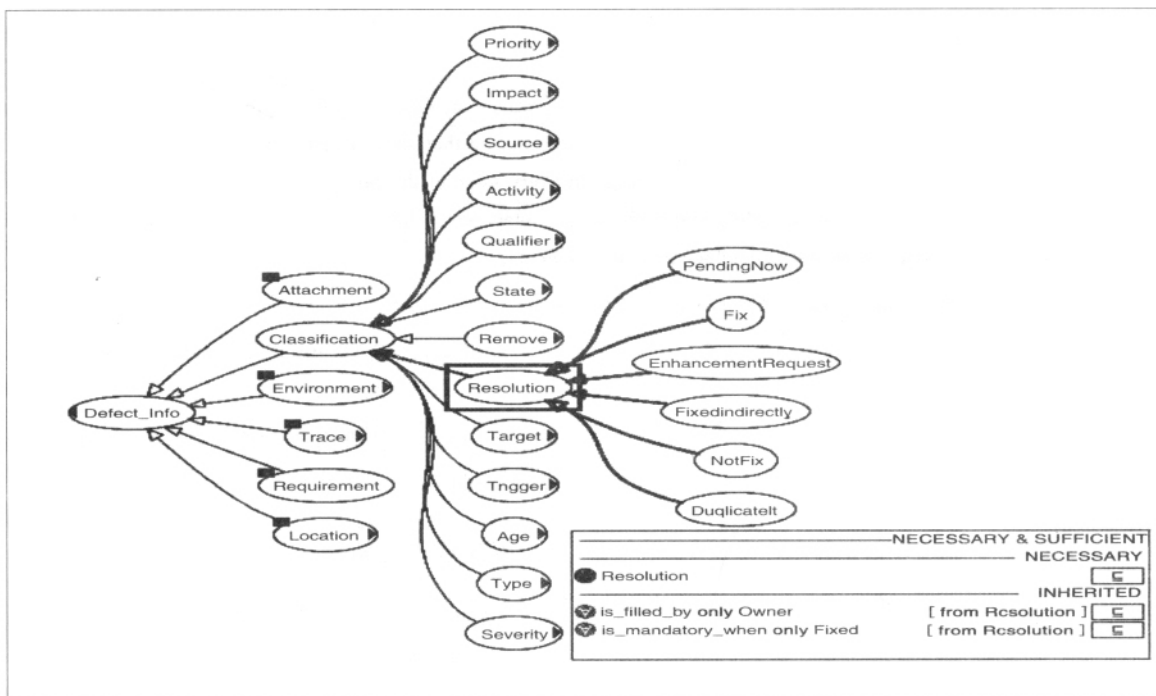 Priority
Impact
Source
Activity
Qualifier
State
Remove
Resolution
Target
Tngger
Age
Type
Severity
Attachment
Classification
Environment
Defect_Info
Trace
Requirement
Location
PendingNow
Fix
EnhancementRequest
Fixedindirectly
NotFix
DuqlicateIt
NECESSARY & SUFFICIENT
NECESSARY
Resolution ⊑
INHERITED
∀ is_filled_by only Owner [ from Rcsolution ] ⊑
∀ is_mandatory_when only Fixed [ from Rcsolution ] ⊑